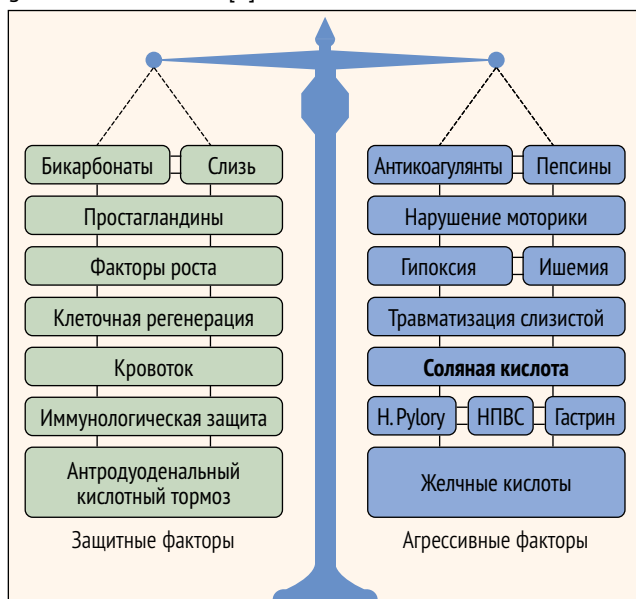 Бикарбонаты
Слизь
Простагландины
Факторы роста
Клеточная регенерация
Кровоток
Иммунологическая защита
Антродуоденальный
кислотный тормоз
Защитные факторы
Антикоагулянты
Пепсины
Нарушение моторики
Гипоксия
Ишемия
Травматизация слизистой
Соляная кислота
H. Pylory
НПВС
Гастрин
Желчные кислоты
Агрессивные факторы